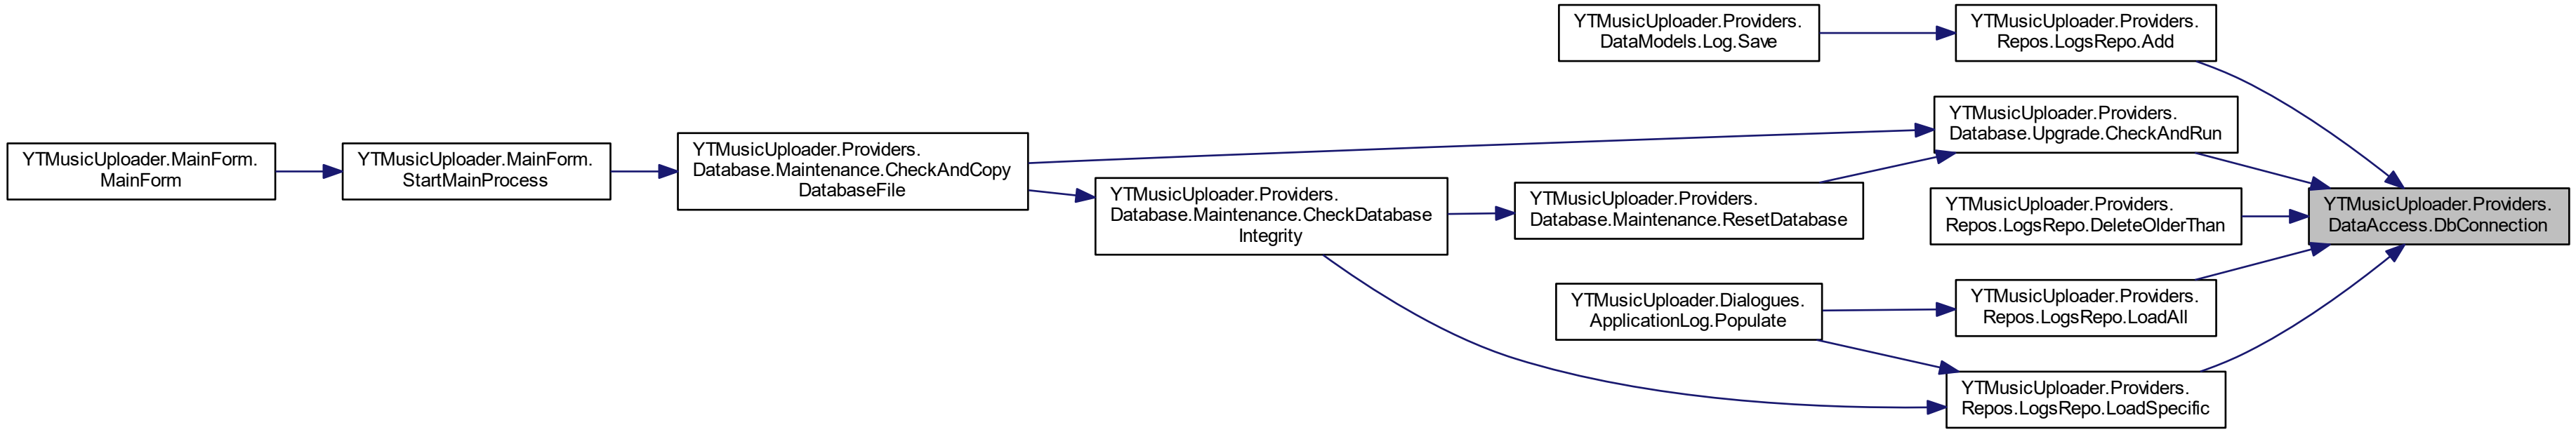 YTMusicUploader.Providers.
DataModels.Log.Save
YTMusicUploader.Providers.
Repos.LogsRepo.Add
YTMusicUploader.Providers.
Database.Upgrade.CheckAndRun
YTMusicUploader.MainForm.
MainForm
YTMusicUploader.MainForm.
StartMainProcess
YTMusicUploader.Providers.
Database.Maintenance.CheckAndCopy
DatabaseFile
YTMusicUploader.Providers.
Database.Maintenance.CheckDatabase
Integrity
YTMusicUploader.Providers.
Database.Maintenance.ResetDatabase
YTMusicUploader.Providers.
Repos.LogsRepo.DeleteOlderThan
YTMusicUploader.Providers.
DataAccess.DbConnection
YTMusicUploader.Dialogues.
ApplicationLog.Populate
YTMusicUploader.Providers.
Repos.LogsRepo.LoadAll
YTMusicUploader.Providers.
Repos.LogsRepo.LoadSpecific